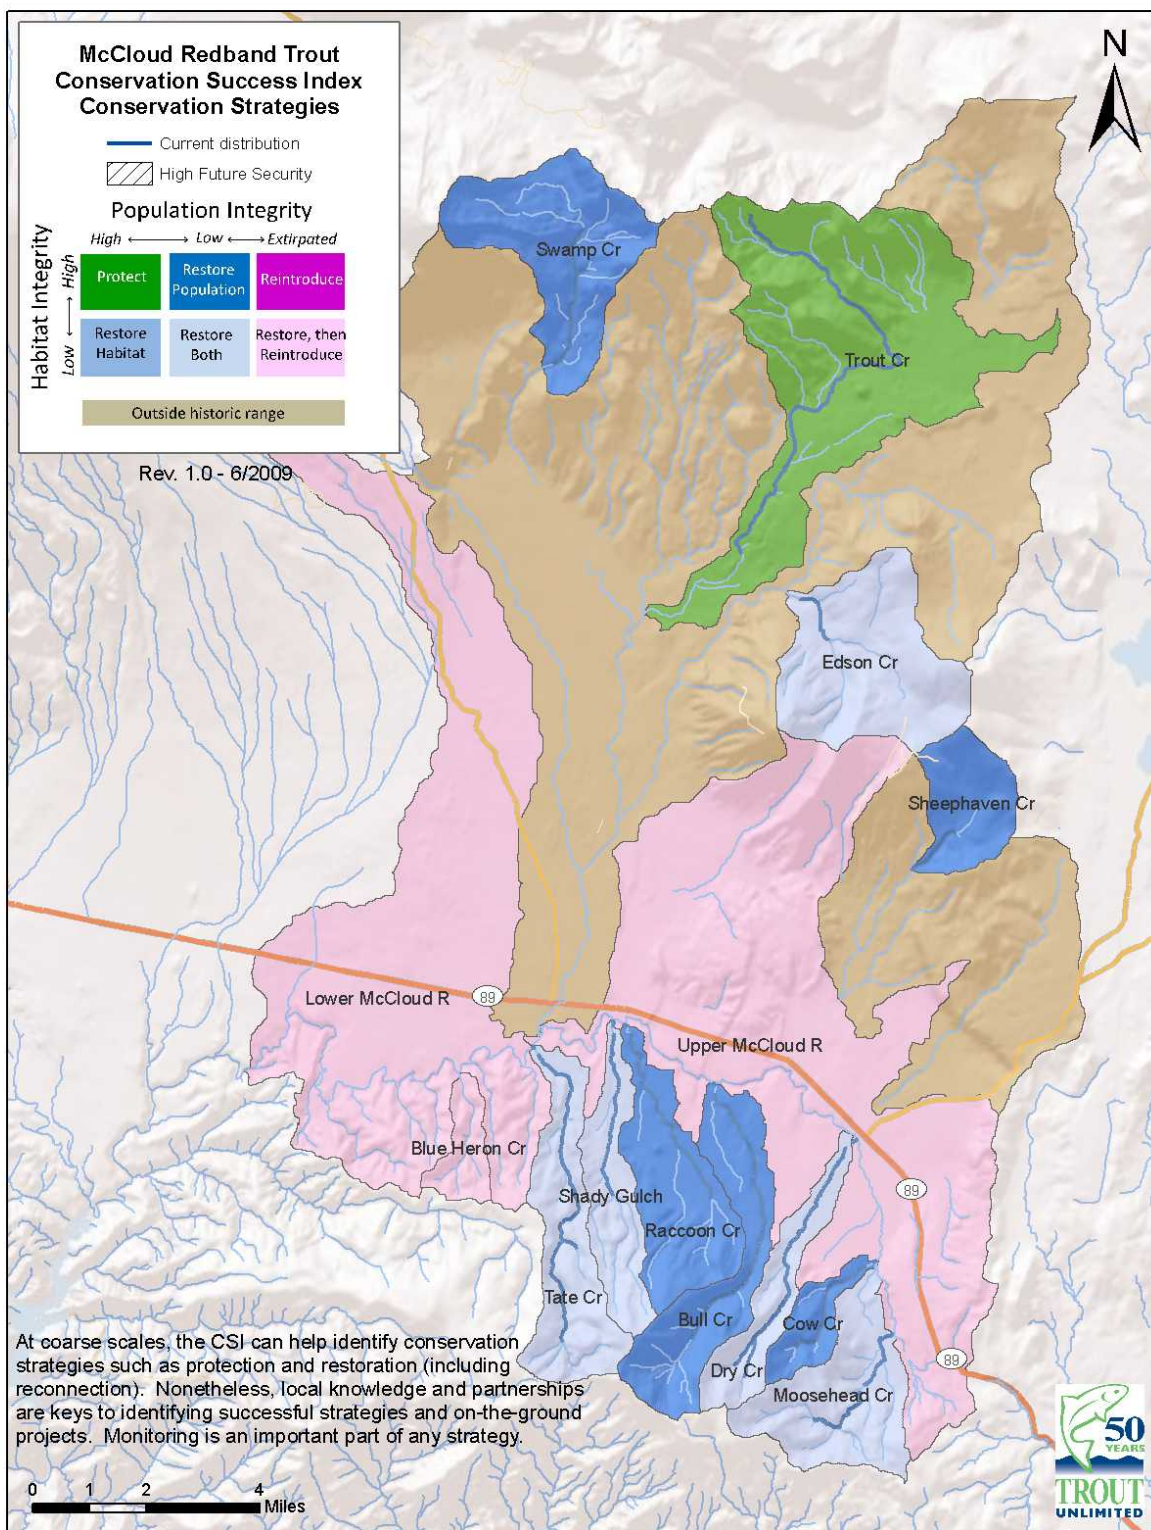 McCloud Redband Trout
Conservation Success Index
Conservation Strategies
Current distribution
High Future Security
Population Integrity
High Low Extirpated
Habitat Integrity
High
Low
Protect
Restore
Population
Reintroduce
Restore
Habitat
Restore
Both
Restore, then
Reintroduce
Outside historic range
Rev. 1.0 - 6/2009
N
Swamp Cr
Trout Cr
Edson Cr
Sheephaven Cr
Lower McCloud R
89
Upper McCloud R
Blue Heron Cr
Shady Gulch
89
Raccoon Cr
Tate Cr
Bull Cr
Cow Cr
Dry Cr
89
Moosehead Cr
At coarse scales, the CSI can help identify conservation
strategies such as protection and restoration (including
reconnection). Nonetheless, local knowledge and partnerships
are keys to identifying successful strategies and on-the-ground
projects. Monitoring is an important part of any strategy.
0 1 2 4
Miles
50
YEARS
TROUT
UNLIMITED